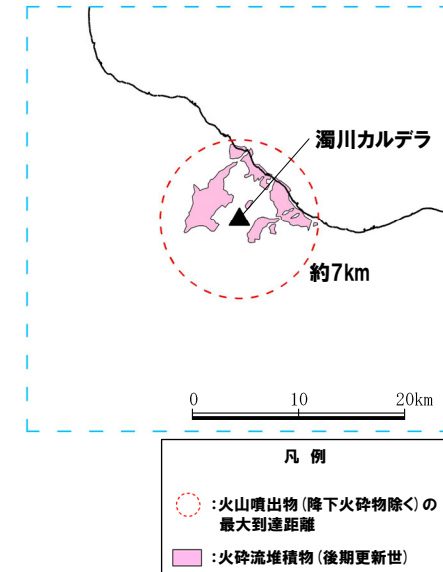 濁川カルデラ
約7km
0 10 20km
凡 例
:火山噴出物(降下火砕物除く)の
最大到達距離
:火砕流堆積物(後期更新世)